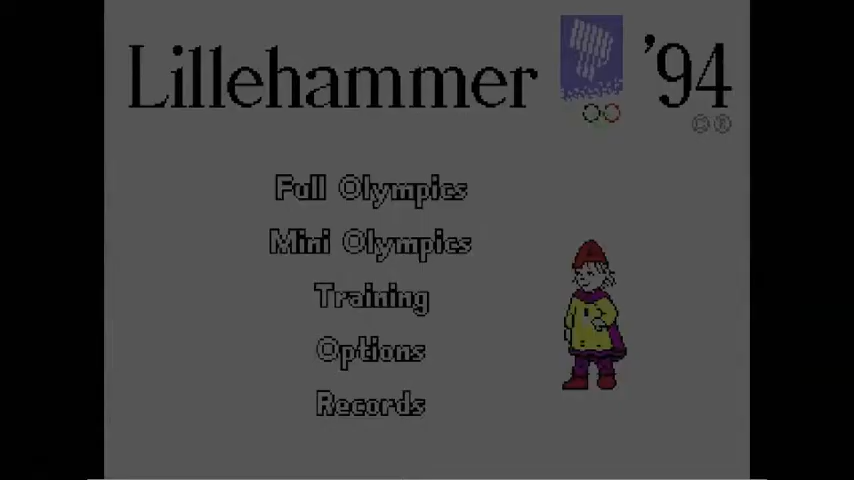 Lillehammer '94
©®
Full Olympics
Mini Olympics
Training
Options
Records